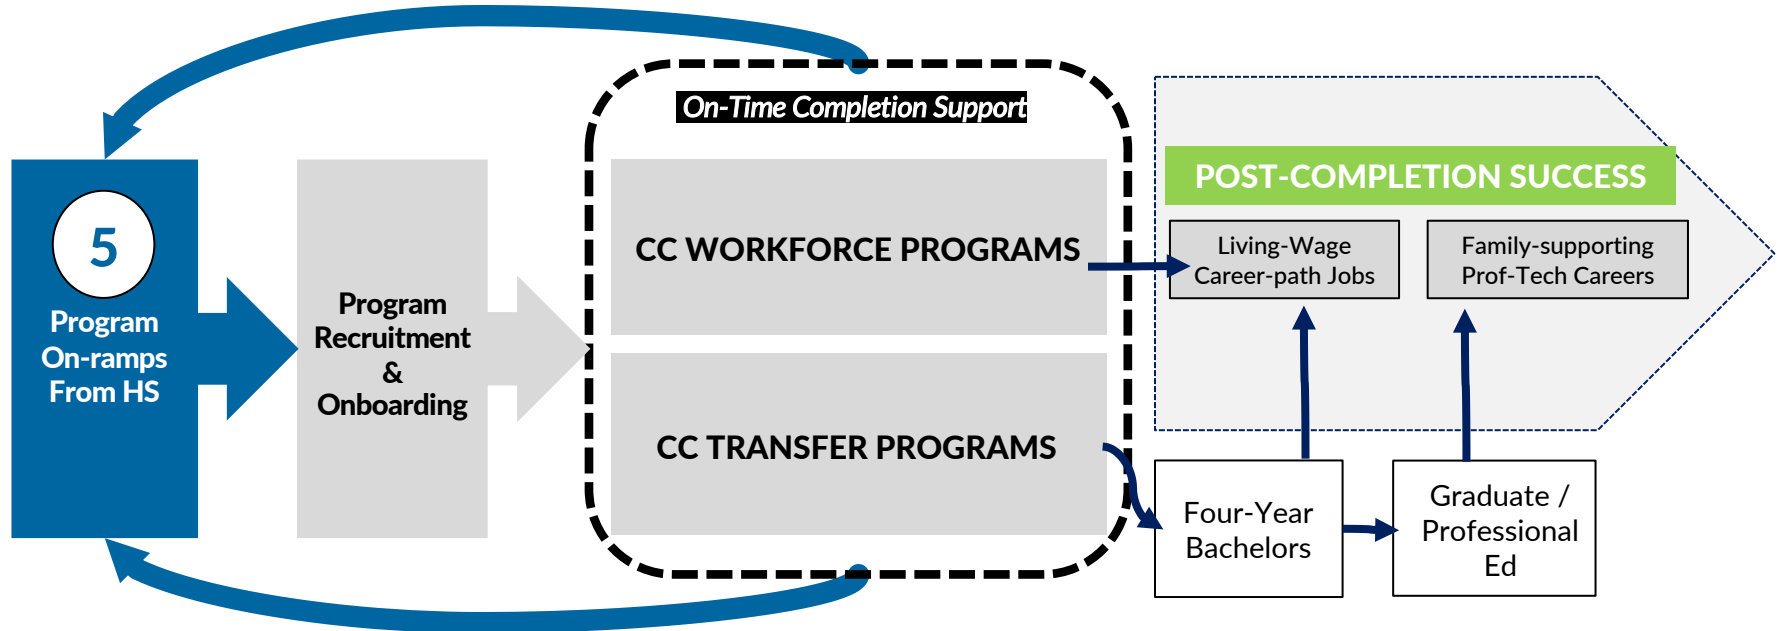 On-Time Completion Support
5
Program
On-ramps
From HS
Program
Recruitment
&
Onboarding
CC WORKFORCE PROGRAMS
CC TRANSFER PROGRAMS
POST-COMPLETION SUCCESS
Living-Wage
Career-path Jobs
Family-supporting
Prof-Tech Careers
Four-Year
Bachelors
Graduate /
Professional
Ed